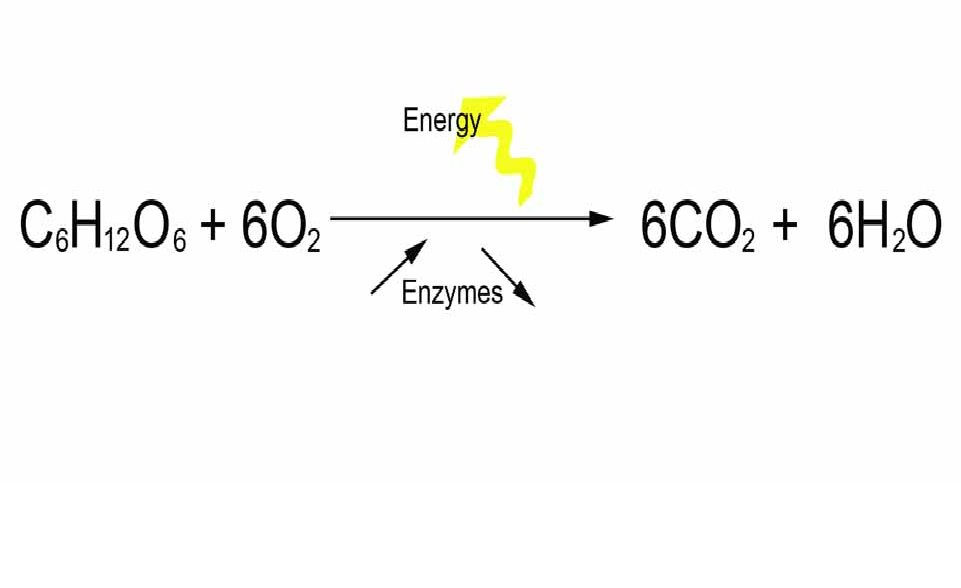 Energy
C₆H₁₂O₆ + 6O₂ 6CO₂ + 6H₂O
Enzymes